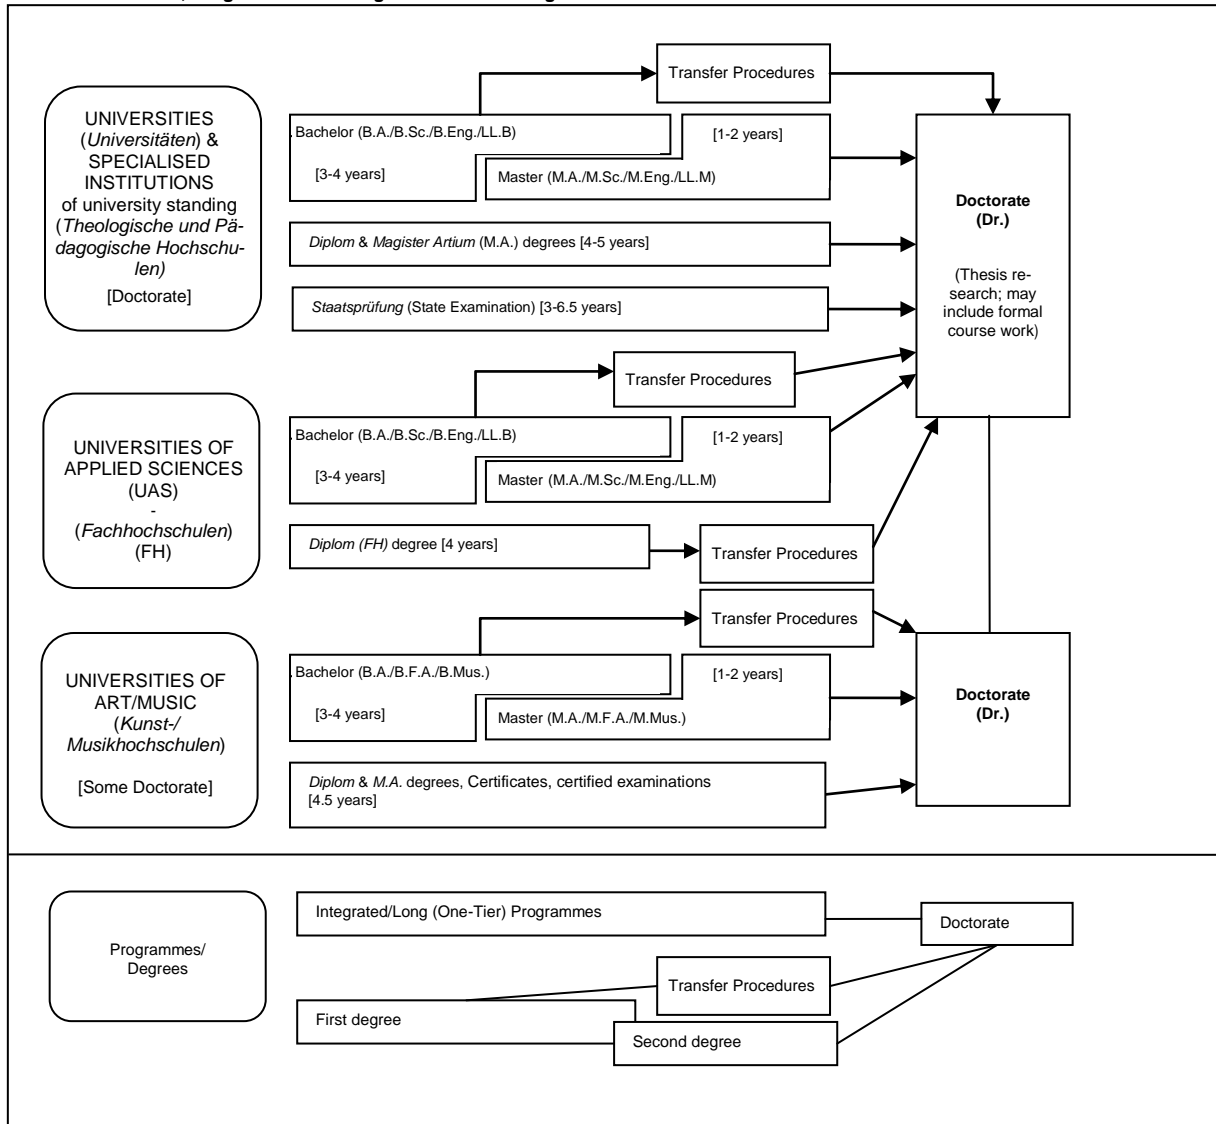 Transfer Procedures
UNIVERSITIES
(Universitäten) &
SPECIALISED
INSTITUTIONS
of university standing
(Theologische und Pä-
dagogische Hochschu-
len)
[Doctorate]
. Bachelor (B.A./B.Sc./B.Eng./LL.B)
[3-4 years]
[1-2 years]
Master (M.A./M.Sc./M.Eng./LL.M)
Diplom & Magister Artium (M.A.) degrees [4-5 years]
Staatsprüfung (State Examination) [3-6.5 years]
Doctorate
(Dr.)
(Thesis re-
search; may
include formal
course work)
Transfer Procedures
UNIVERSITIES OF
APPLIED SCIENCES
(UAS)
-
(Fachhochschulen)
(FH)
. Bachelor (B.A./B.Sc./B.Eng./LL.B)
[3-4 years]
[1-2 years]
Master (M.A./M.Sc./M.Eng./LL.M)
Diplom (FH) degree [4 years]
Transfer Procedures
Transfer Procedures
UNIVERSITIES OF
ART/MUSIC
(Kunst-/
Musikhochschulen)
[Some Doctorate]
. Bachelor (B.A./B.F.A./B.Mus.)
[3-4 years]
[1-2 years]
Master (M.A./M.F.A./M.Mus.)
Diplom & M.A. degrees, Certificates, certified examinations
[4.5 years]
Doctorate
(Dr.)
Programmes/
Degrees
Integrated/Long (One-Tier) Programmes
Doctorate
Transfer Procedures
First degree
Second degree